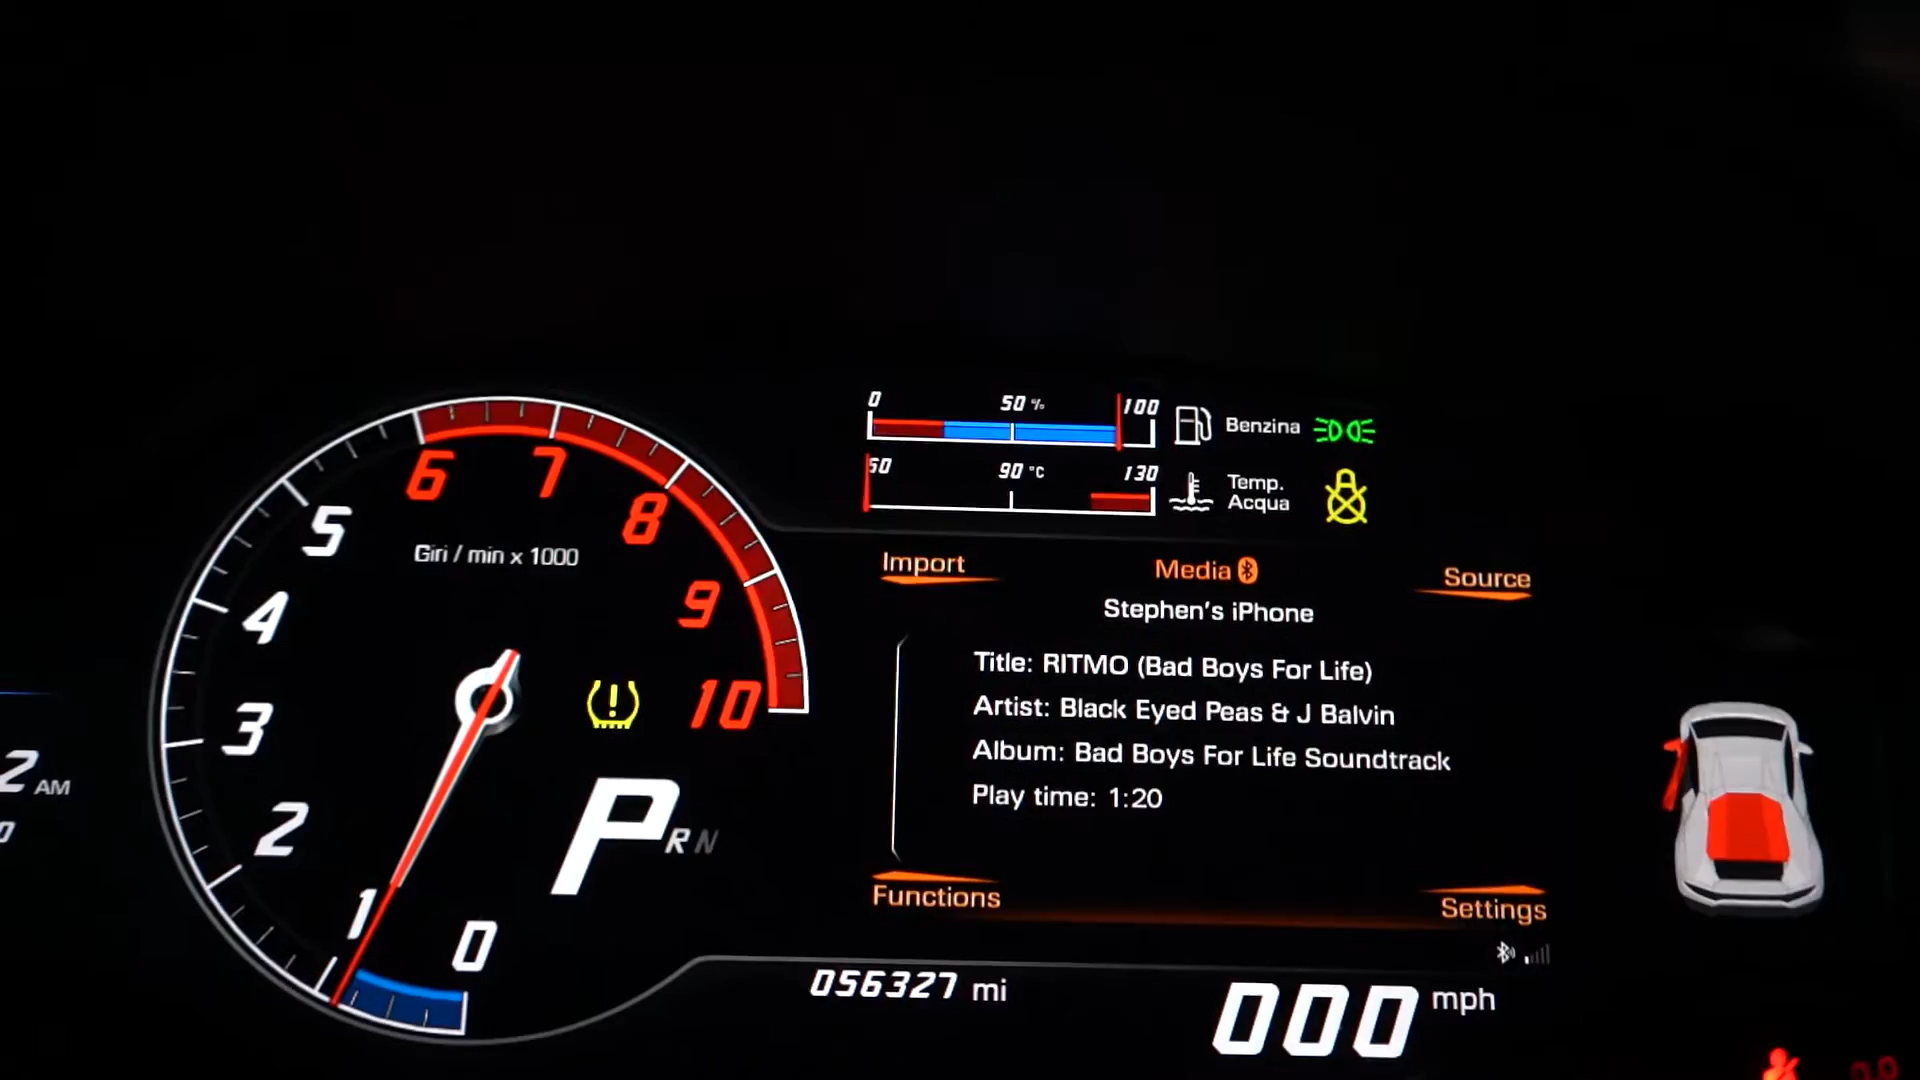 0 50 % 100 Benzina
50 90 °C 130 Temp.
Acqua
6 7 8 9 10
5 4 3 2 1 0
Giri / min x 1000
Import Media Source
Stephen's iPhone
Title: RITMO (Bad Boys For Life)
Artist: Black Eyed Peas & J Balvin
Album: Bad Boys For Life Soundtrack
Play time: 1:20
2 AM
P R N
Functions Settings
056327 mi
000 mph